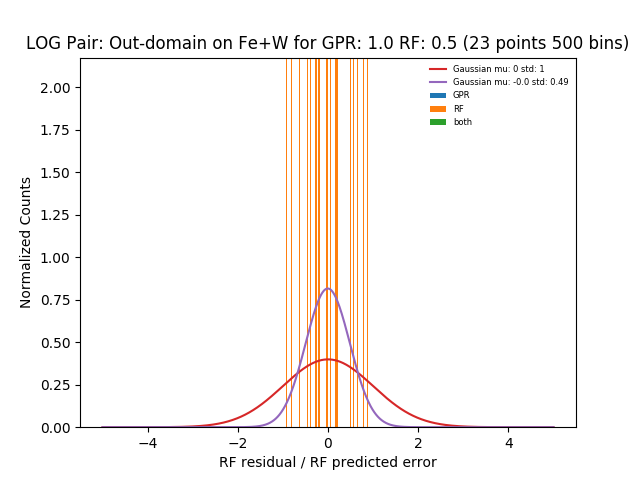 LOG Pair: Out-domain on Fe+W for GPR: 1.0 RF: 0.5 (23 points 500 bins)
Gaussian mu: 0 std: 1
Gaussian mu: -0.0 std: 0.49
GPR
RF
both
Normalized Counts
2.00
1.75
1.50
1.25
1.00
0.75
0.50
0.25
0.00
−4
−2
0
2
4
RF residual / RF predicted error